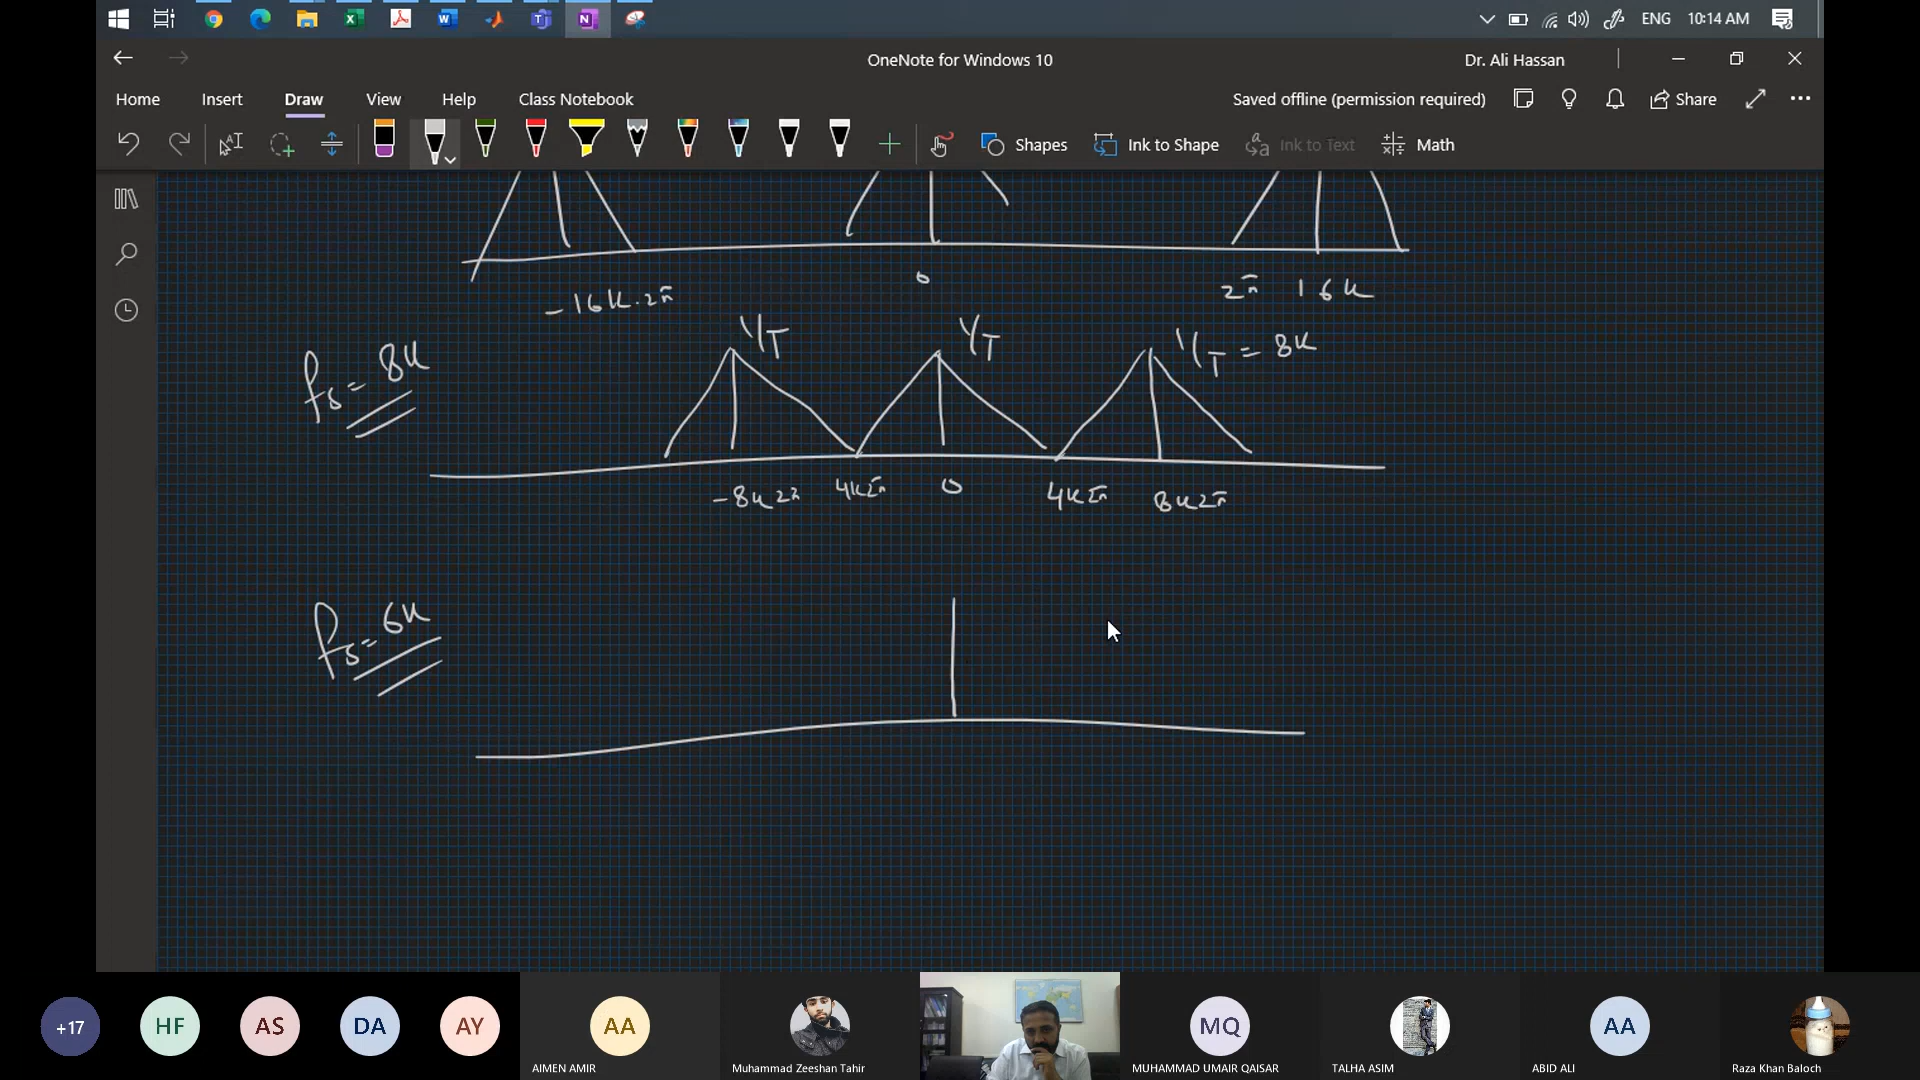 ENG 10:14 AM
OneNote for Windows 10
Dr. Ali Hassan
Home Insert Draw View Help Class Notebook
Saved offline (permission required)
Share
Shapes
Ink to Shape
Ink to Text
Math
-16K.2π
0
2π 16K
fs = 8K
1/T
1/T
1/T = 8K
-8K2π 4K2π 0 4K2π 8K2π
fs = 6K
+17
HF
AS
DA
AY
AA
MQ
AA
AIMEN AMIR
Muhammad Zeeshan Tahir
MUHAMMAD UMAIR QAISAR
TALHA ASIM
ABID ALI
Raza Khan Baloch